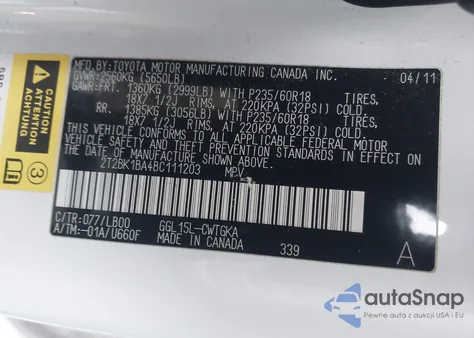 MFD.BY:TOYOTA MOTOR MANUFACTURING CANADA INC. 04/11
GVWR:2560KG (5650LB)
GAWR:FRT. 1360KG (2999LB) WITH P235/60R18 TIRES,
18X7 1/2J RIMS, AT 220KPA (32PSI) COLD
RR. 1385KG (3056LB) WITH P235/60R18 TIRES,
18X7 1/2J RIMS, AT 220KPA (32PSI) COLD
THIS VEHICLE CONFORMS TO ALL APPLICABLE FEDERAL MOTOR
VEHICLE SAFETY AND THEFT PREVENTION STANDARDS IN
EFFECT ON THE DATE OF MANUFACTURE SHOWN ABOVE.
2T2BK1BA4BC111203 MPV
C/TR:077/LB00 GGL15L-CWTGKA
A/TM:-01A/U660F MADE IN CANADA 339 A
3
autoSnap
Pewne auta z aukcji USA i EU